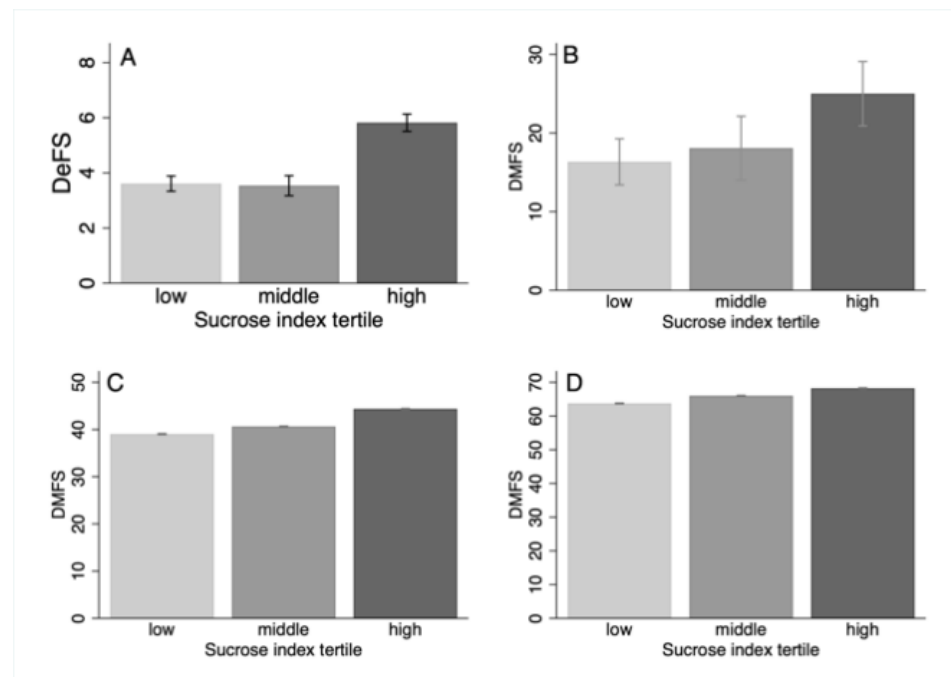 A
DeFS
8
6
4
2
0
low middle high
Sucrose index tertile
B
DMFS
30
20
10
0
low middle high
Sucrose index tertile
C
DMFS
50
40
30
20
10
0
low middle high
Sucrose index tertile
D
DMFS
70
60
50
40
30
20
10
0
low middle high
Sucrose index tertile